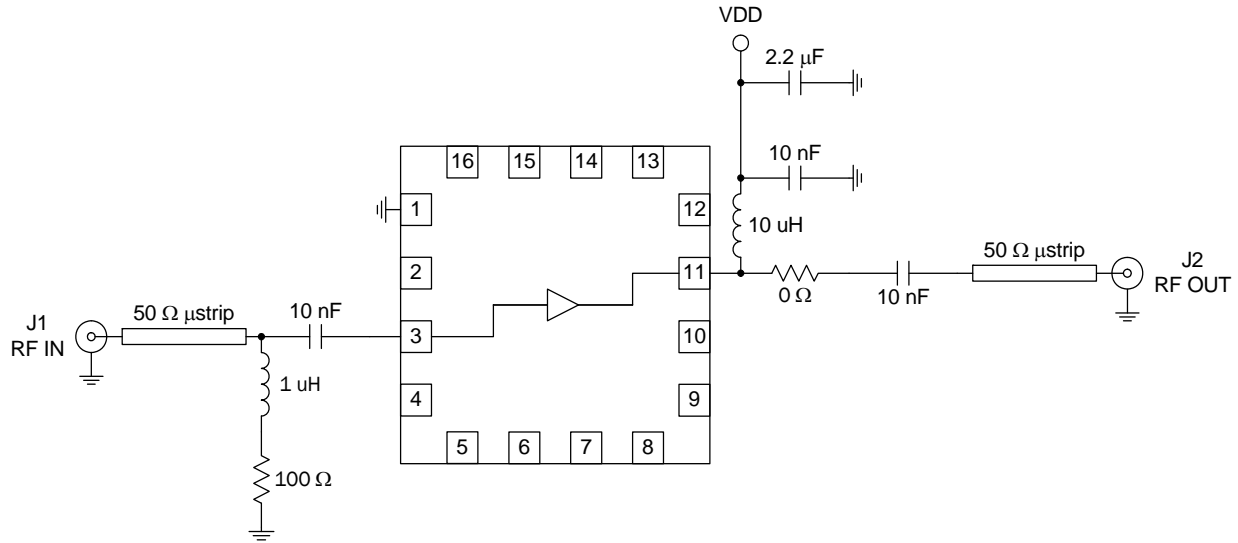 VDD
2.2 μF
10 nF
10 uH
16
15
14
13
1
12
2
11
3
10
4
9
5
6
7
8
J1
RF IN
50 Ω μstrip
10 nF
1 uH
100 Ω
0 Ω
10 nF
50 Ω μstrip
J2
RF OUT